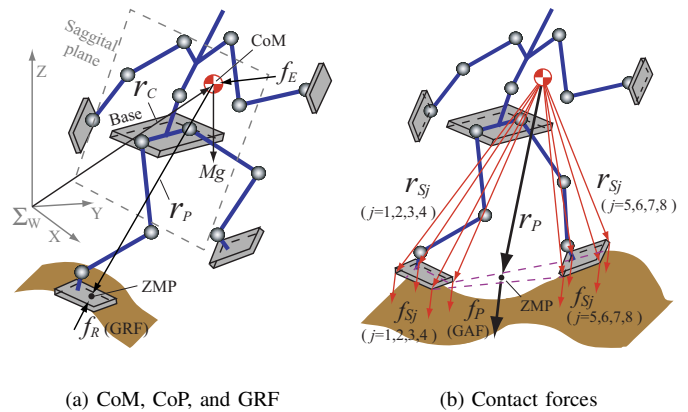 Saggital
plane
CoM
Z
r_C
f_E
Base
Mg
r_P
Σ_W
Y
X
ZMP
f_R (GRF)
(a) CoM, CoP, and GRF
r_Sj
( j=1,2,3,4 )
r_P
r_Sj
( j=5,6,7,8 )
f_Sj
( j=1,2,3,4 )
f_P
(GAF)
ZMP
f_Sj
( j=5,6,7,8 )
(b) Contact forces